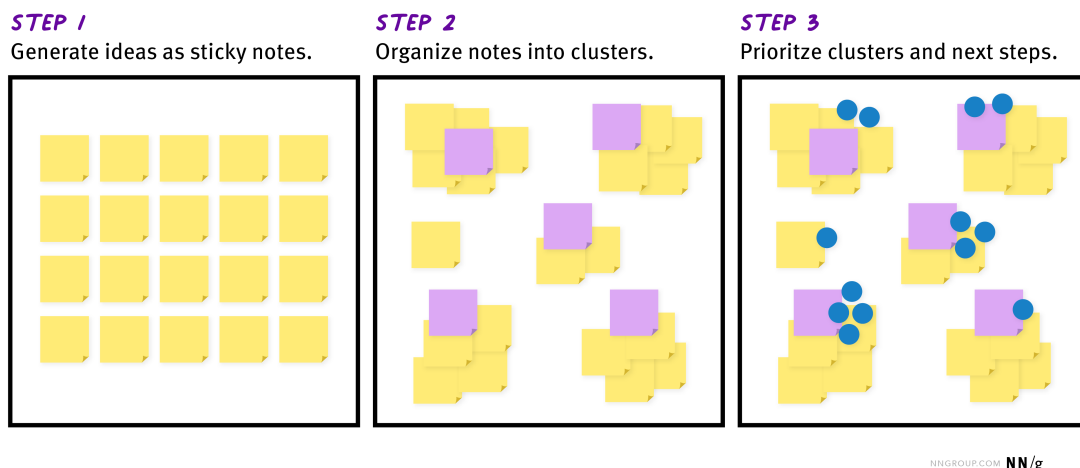 STEP 1
Generate ideas as sticky notes.
STEP 2
Organize notes into clusters.
STEP 3
Prioritze clusters and next steps.
NNGROUP.COM NN/g